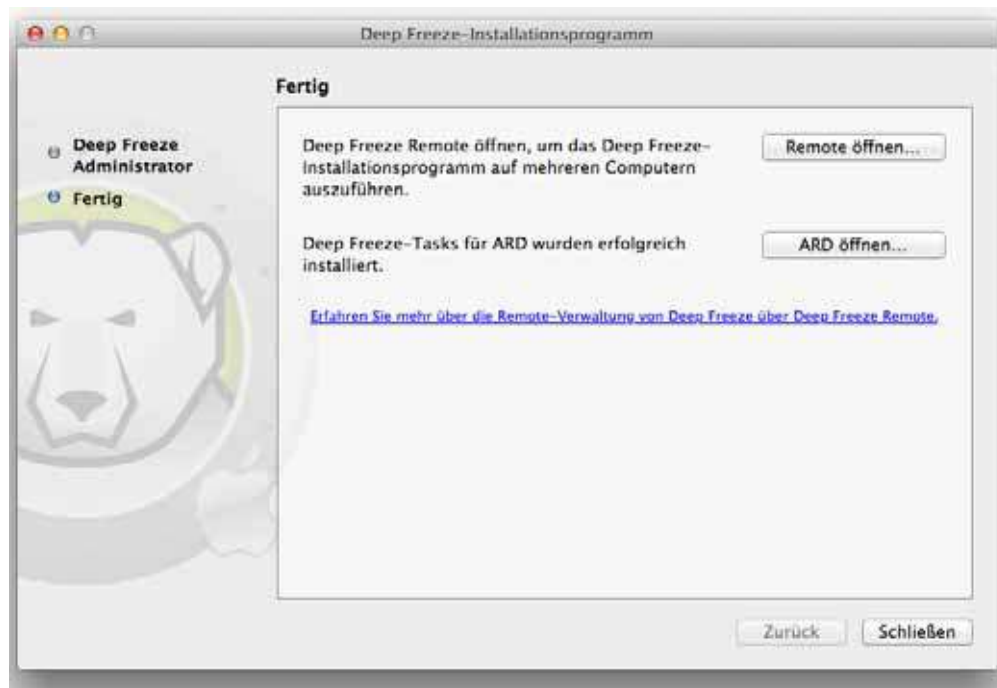 Deep Freeze-Installationsprogramm
Fertig
Deep Freeze
Administrator
Fertig
Deep Freeze Remote öffnen, um das Deep Freeze-
Installationsprogramm auf mehreren Computern
auszuführen.
Remote öffnen...
Deep Freeze-Tasks für ARD wurden erfolgreich
installiert.
ARD öffnen...
Erfahren Sie mehr über die Remote-Verwaltung von Deep Freeze über Deep Freeze Remote.
Zurück
Schließen